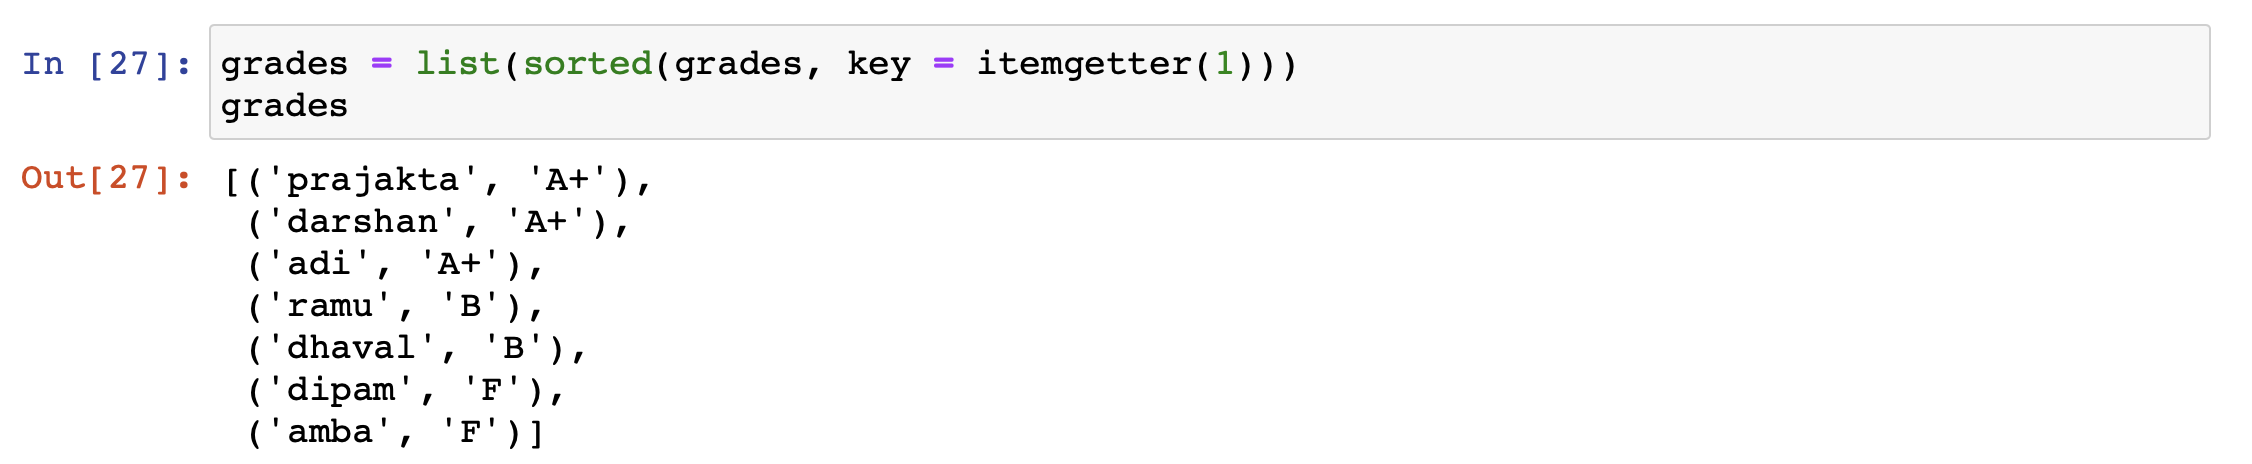 In [27]: grades = list(sorted(grades, key = itemgetter(1)))
grades
Out[27]: [('prajakta', 'A+'),
('darshan', 'A+'),
('adi', 'A+'),
('ramu', 'B'),
('dhaval', 'B'),
('dipam', 'F'),
('amba', 'F')]